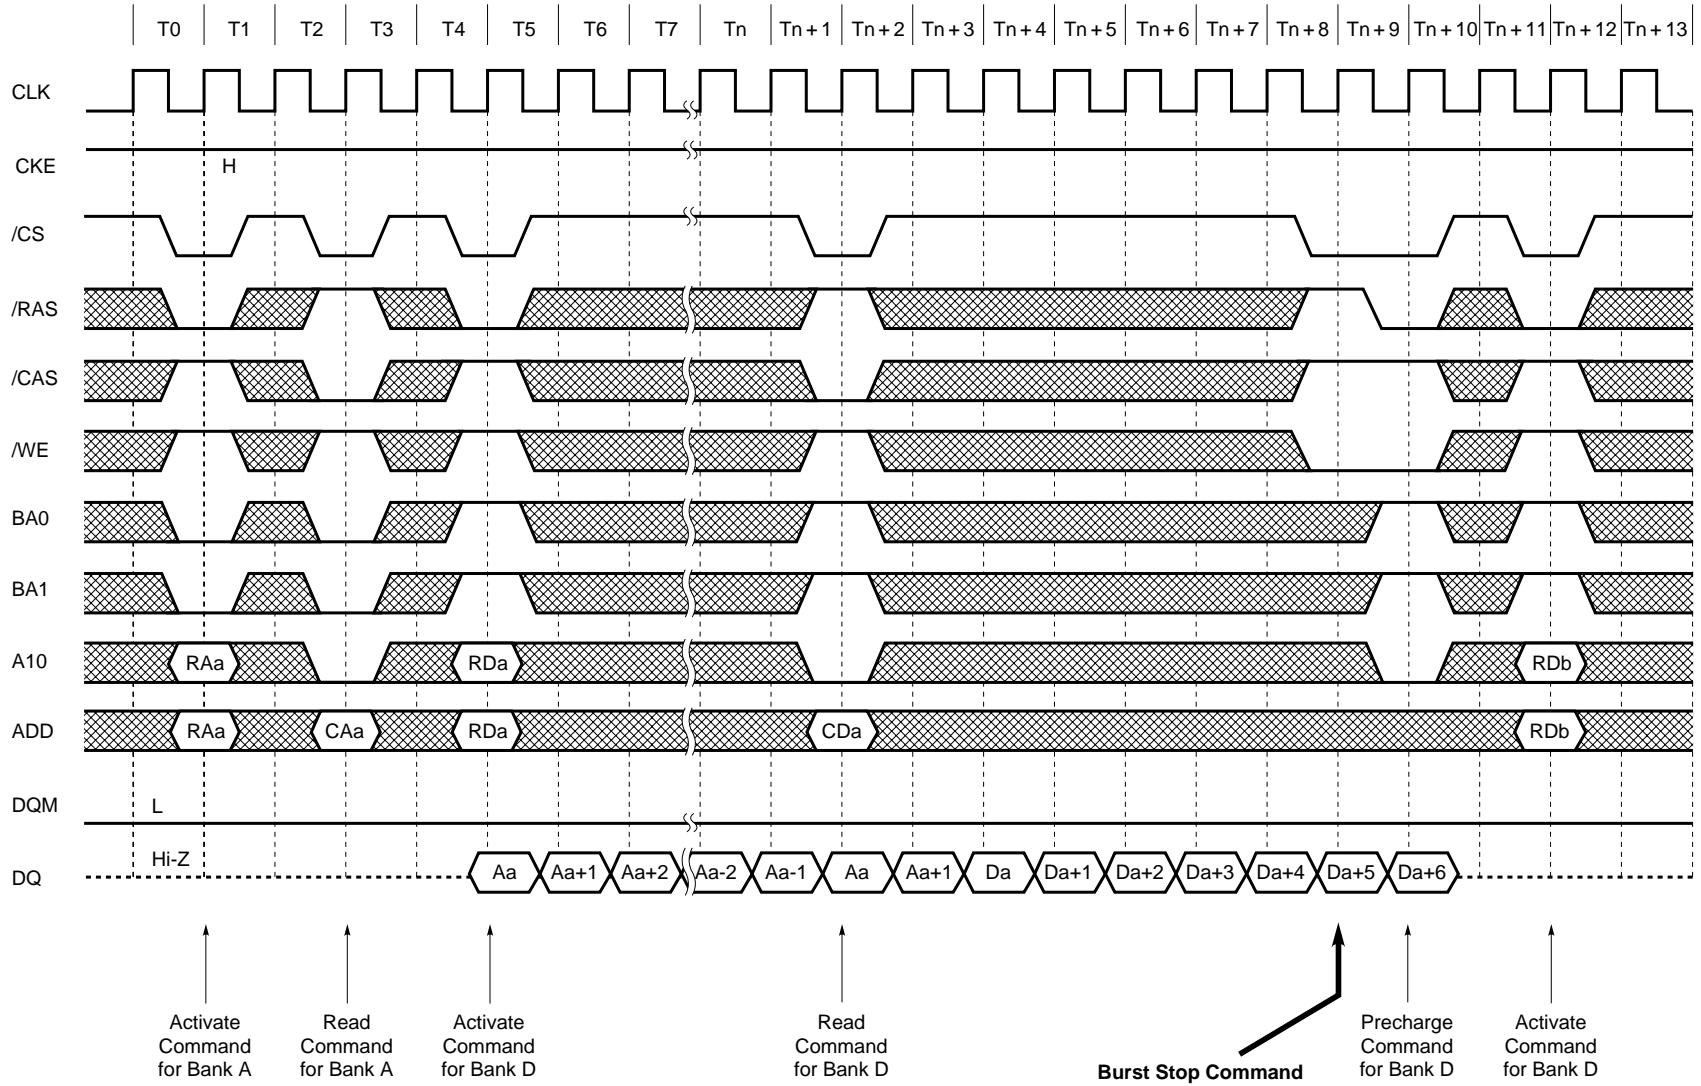 T0 T1 T2 T3 T4 T5 T6 T7 Tn Tn + 1 Tn + 2 Tn + 3 Tn + 4 Tn + 5 Tn + 6 Tn + 7 Tn + 8 Tn + 9 Tn + 10 Tn + 11 Tn + 12 Tn + 13
CLK
CKE H
/CS
/RAS
/CAS
/WE
BA0
BA1
A10 RAa RDa RDb
ADD RAa CAa RDa CDa RDb
DQM L
Hi-Z
DQ Aa Aa+1 Aa+2 Aa-2 Aa-1 Aa Aa+1 Da Da+1 Da+2 Da+3 Da+4 Da+5 Da+6
Activate
Command
for Bank A
Read
Command
for Bank A
Activate
Command
for Bank D
Read
Command
for Bank D
Burst Stop Command
Precharge
Command
for Bank D
Activate
Command
for Bank D